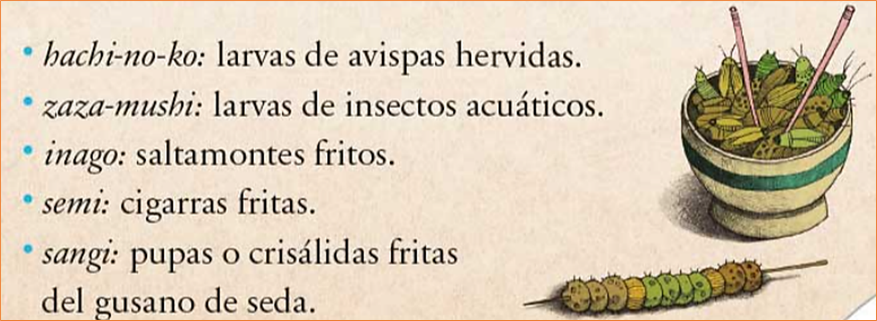 • hachi-no-ko: larvas de avispas hervidas.
• zaza-mushi: larvas de insectos acuáticos.
• inago: saltamontes fritos.
• semi: cigarras fritas.
• sangi: pupas o crisálidas fritas
del gusano de seda.